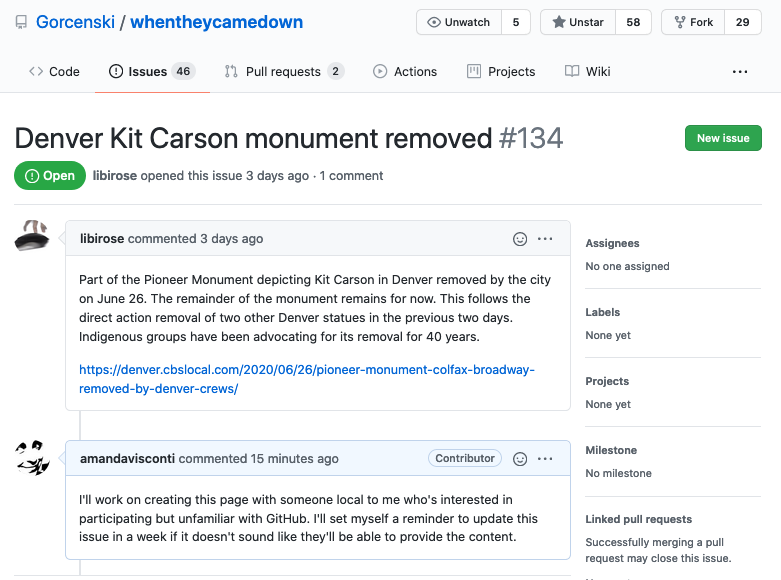 Gorcenski / whentheycamedown
Unwatch 5 Unstar 58 Fork 29
Code Issues 46 Pull requests 2 Actions Projects Wiki ...
Denver Kit Carson monument removed #134
New issue
Open libirose opened this issue 3 days ago · 1 comment
libirose commented 3 days ago
Part of the Pioneer Monument depicting Kit Carson in Denver removed by the city
on June 26. The remainder of the monument remains for now. This follows the
direct action removal of two other Denver statues in the previous two days.
Indigenous groups have been advocating for its removal for 40 years.
https://denver.cbslocal.com/2020/06/26/pioneer-monument-colfax-broadway-
removed-by-denver-crews/
amandavisconti commented 15 minutes ago Contributor
I'll work on creating this page with someone local to me who's interested in
participating but unfamiliar with GitHub. I'll set myself a reminder to update this
issue in a week if it doesn't sound like they'll be able to provide the content.
Assignees
No one assigned
Labels
None yet
Projects
None yet
Milestone
No milestone
Linked pull requests
Successfully merging a pull
request may close this issue.